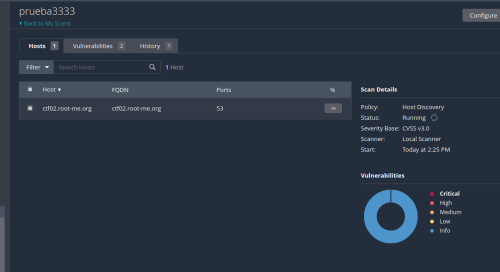 prueba3333
Back to My Scans
Configure
Hosts 1 Vulnerabilities 2 History 1
Filter Search Hosts 1 Host
Host FQDN Ports %
ctf02.root-me.org ctf02.root-me.org 53
Scan Details
Policy: Host Discovery
Status: Running
Severity Base: CVSS v3.0
Scanner: Local Scanner
Start: Today at 2:25 PM
Vulnerabilities
Critical
High
Medium
Low
Info